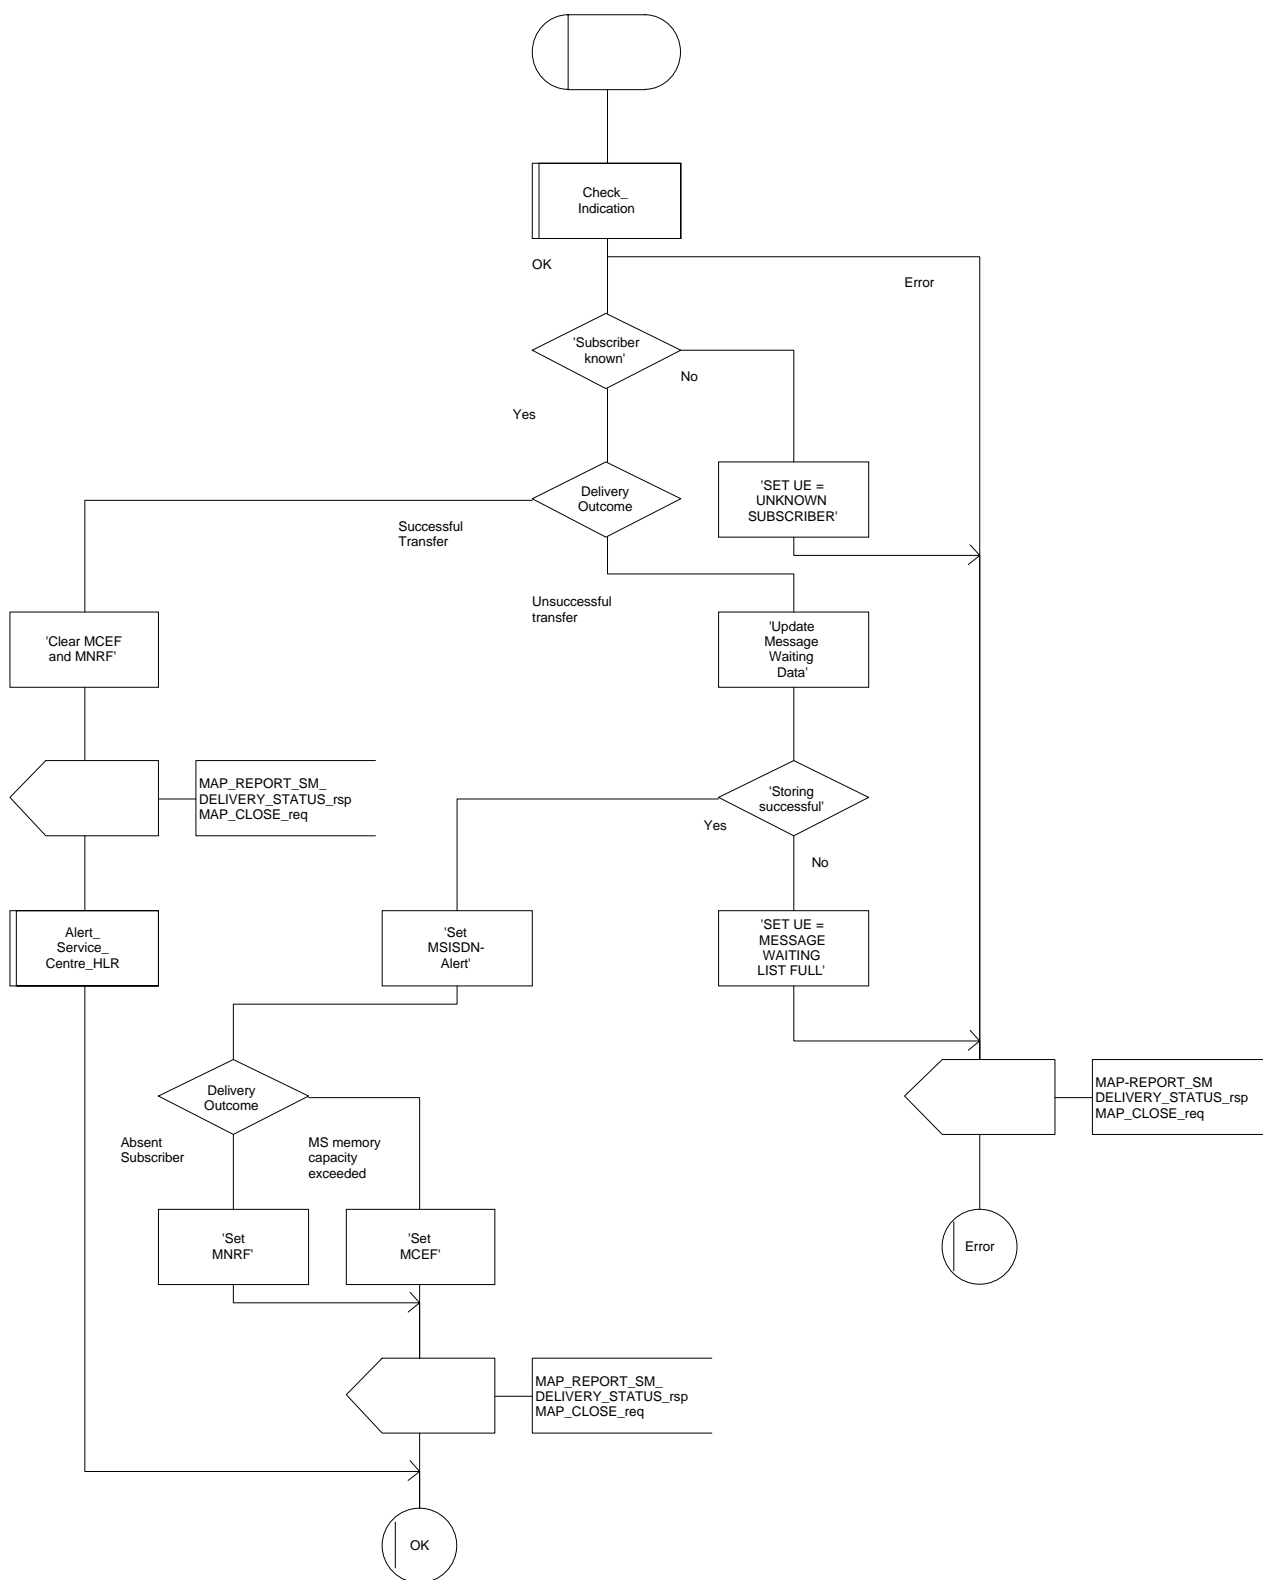 Check_
Indication
OK
Error
'Subscriber
known'
No
Yes
Delivery
Outcome
'SET UE =
UNKNOWN
SUBSCRIBER'
Successful
Transfer
Unsuccessful
transfer
'Clear MCEF
and MNRF'
'Update
Message
Waiting
Data'
MAP_REPORT_SM_
DELIVERY_STATUS_rsp
MAP_CLOSE_req
'Storing
successful'
Yes
No
Alert_
Service_
Centre_HLR
'Set
MSISDN-
Alert'
'SET UE =
MESSAGE
WAITING
LIST FULL'
Delivery
Outcome
MAP-REPORT_SM
DELIVERY_STATUS_rsp
MAP_CLOSE_req
Absent
Subscriber
MS memory
capacity
exceeded
'Set
MNRF'
'Set
MCEF'
Error
MAP_REPORT_SM_
DELIVERY_STATUS_rsp
MAP_CLOSE_req
OK